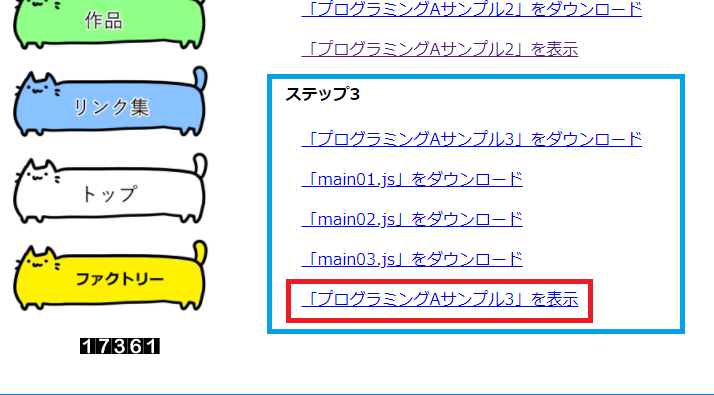 作品
リンク集
トップ
ファクトリー
17361
「プログラミングAサンプル2」をダウンロード
「プログラミングAサンプル2」を表示
ステップ3
「プログラミングAサンプル3」をダウンロード
「main01.js」をダウンロード
「main02.js」をダウンロード
「main03.js」をダウンロード
「プログラミングAサンプル3」を表示